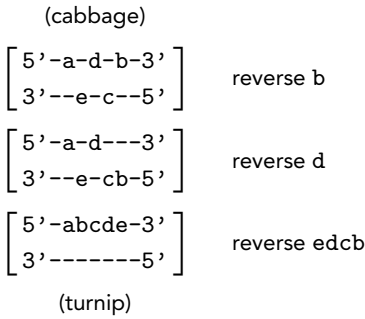 (cabbage)
5’-a-d-b-3’ reverse b
3’--e-c--5’
5’-a-d---3’ reverse d
3’--e-cb-5’
5’-abcde-3’ reverse edcb
3’-------5’
(turnip)